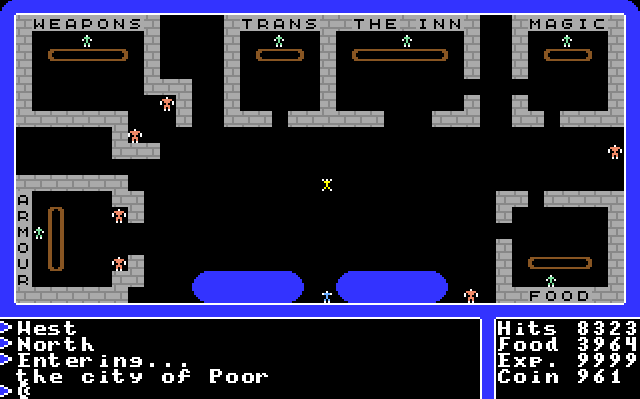 WEAPONS TRANS THE INN MAGIC
ARMOUR
FOOD
West
North
Entering...
the city of Poor
Hits 8323
Food 3964
Exp. 9999
Coin 961